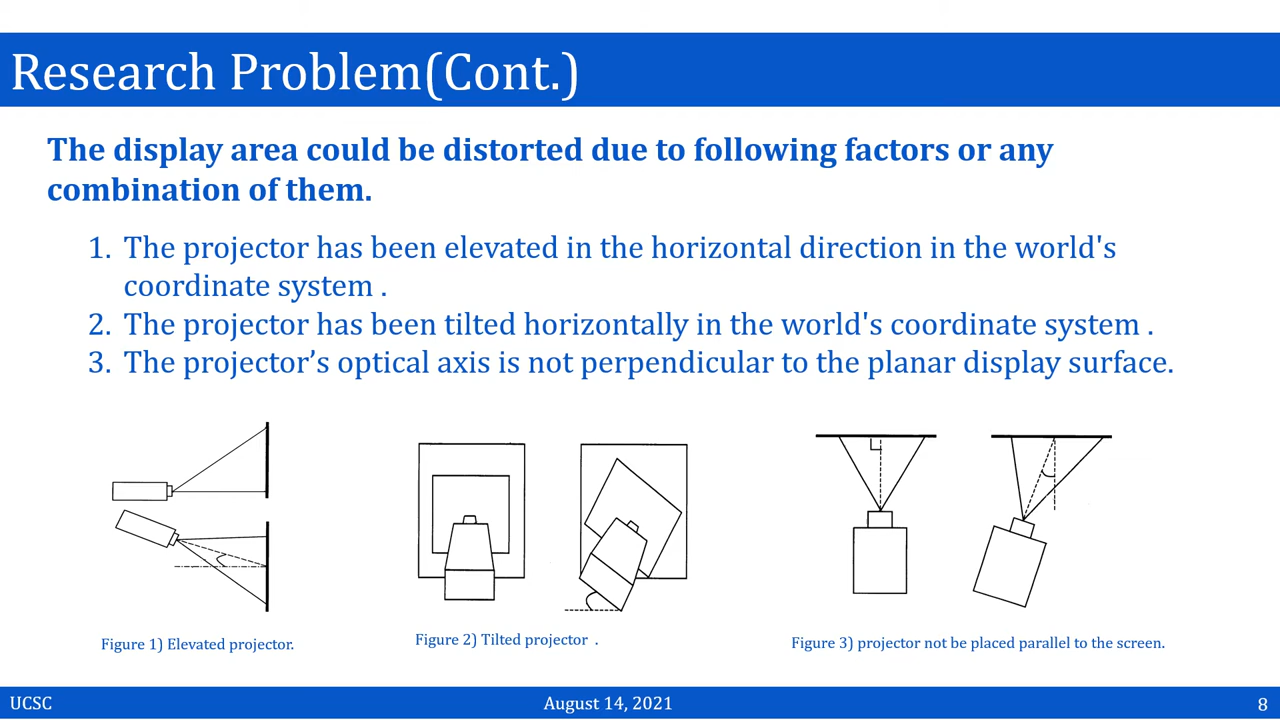 Research Problem(Cont.)
The display area could be distorted due to following factors or any
combination of them.
1. The projector has been elevated in the horizontal direction in the world's
coordinate system .
2. The projector has been tilted horizontally in the world's coordinate system .
3. The projector’s optical axis is not perpendicular to the planar display surface.
Figure 1) Elevated projector.
Figure 2) Tilted projector .
Figure 3) projector not be placed parallel to the screen.
UCSC
August 14, 2021
8